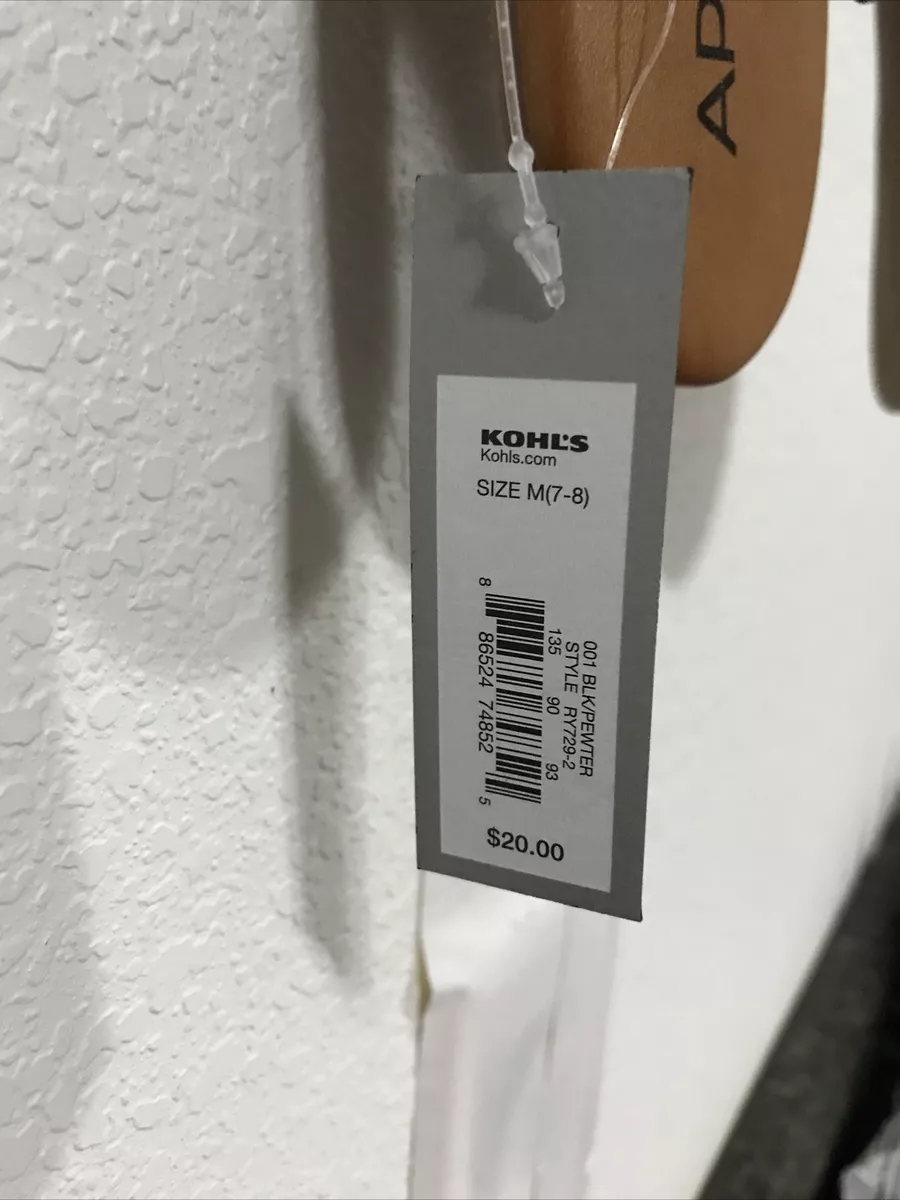 AP
KOHL'S
Kohls.com
SIZE M(7-8)
001 BLK/PEWTER
STYLE RY729-2
135 90 93
8 86524 74852 5
$20.00